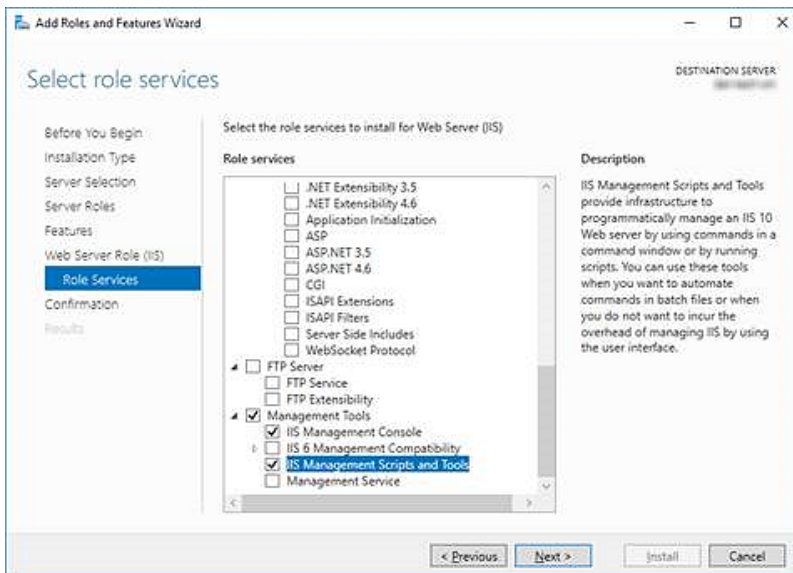 Add Roles and Features Wizard
Select role services
DESTINATION SERVER
Before You Begin
Installation Type
Server Selection
Server Roles
Features
Web Server Role (IIS)
Role Services
Confirmation
Results
Select the role services to install for Web Server (IIS)
Role services
.NET Extensibility 3.5
.NET Extensibility 4.6
Application Initialization
ASP
ASP.NET 3.5
ASP.NET 4.6
CGI
ISAPI Extensions
ISAPI Filters
Server Side Includes
WebSocket Protocol
FTP Server
FTP Service
FTP Extensibility
Management Tools
IIS Management Console
IIS 6 Management Compatibility
IIS Management Scripts and Tools
Management Service
Description
IIS Management Scripts and Tools
provide infrastructure to
programmatically manage an IIS 10
Web server by using commands in a
command window or by running
scripts. You can use these tools
when you want to automate
commands in batch files or when
you do not want to incur the
overhead of managing IIS by using
the user interface.
< Previous
Next >
Install
Cancel